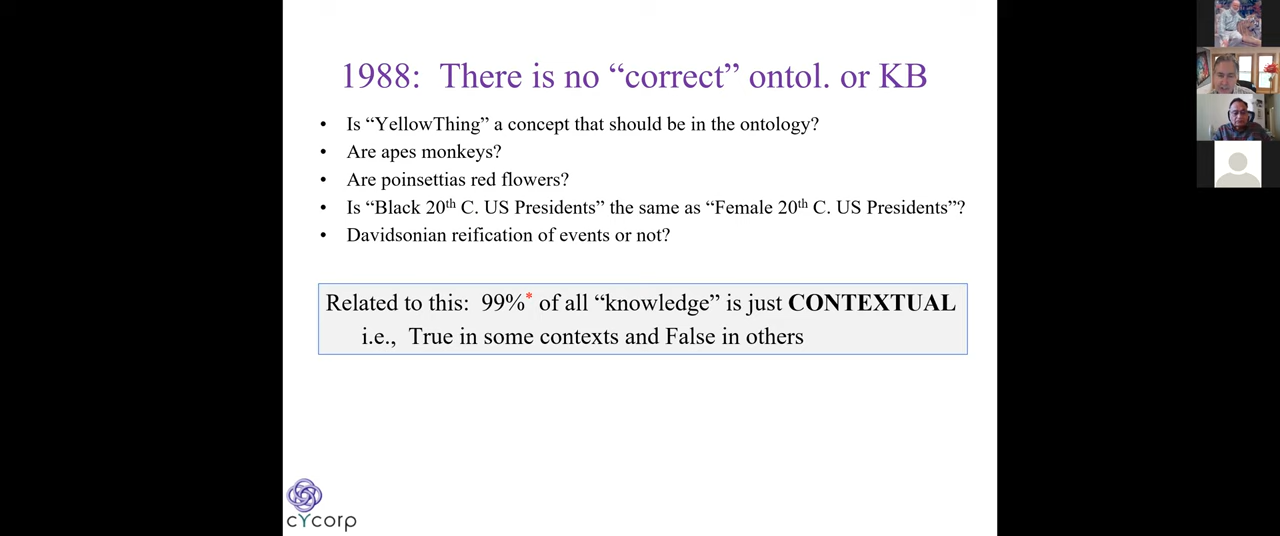 1988: There is no “correct” ontol. or KB
• Is “YellowThing” a concept that should be in the ontology?
• Are apes monkeys?
• Are poinsettias red flowers?
• Is “Black 20th C. US Presidents” the same as “Female 20th C. US Presidents”?
• Davidsonian reification of events or not?
Related to this: 99%* of all “knowledge” is just CONTEXTUAL
i.e., True in some contexts and False in others
cYcorp